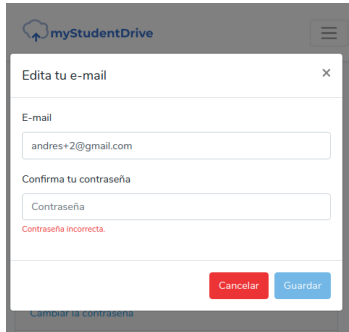 myStudentDrive
Edita tu e-mail ×
E-mail
andres+2@gmail.com
Confirma tu contraseña
Contraseña
Contraseña incorrecta.
Cancelar Guardar
Cambiar la contraseña